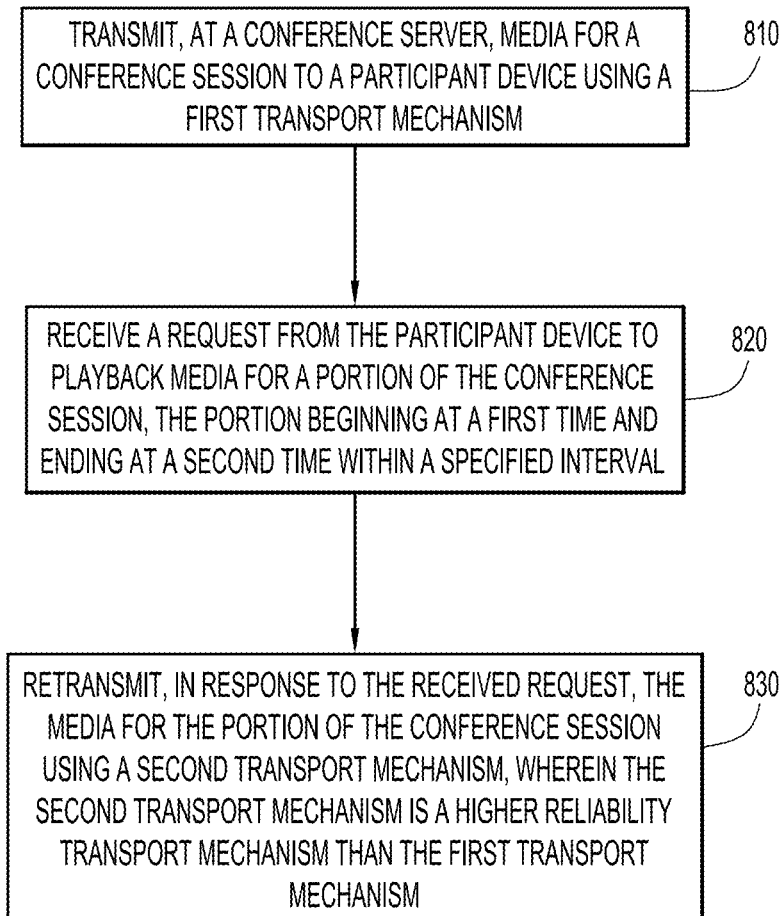 TRANSMIT, AT A CONFERENCE SERVER, MEDIA FOR A
CONFERENCE SESSION TO A PARTICIPANT DEVICE USING A
FIRST TRANSPORT MECHANISM
810
RECEIVE A REQUEST FROM THE PARTICIPANT DEVICE TO
PLAYBACK MEDIA FOR A PORTION OF THE CONFERENCE
SESSION, THE PORTION BEGINNING AT A FIRST TIME AND
ENDING AT A SECOND TIME WITHIN A SPECIFIED INTERVAL
820
RETRANSMIT, IN RESPONSE TO THE RECEIVED REQUEST, THE
MEDIA FOR THE PORTION OF THE CONFERENCE SESSION
USING A SECOND TRANSPORT MECHANISM, WHEREIN THE
SECOND TRANSPORT MECHANISM IS A HIGHER RELIABILITY
TRANSPORT MECHANISM THAN THE FIRST TRANSPORT
MECHANISM
830